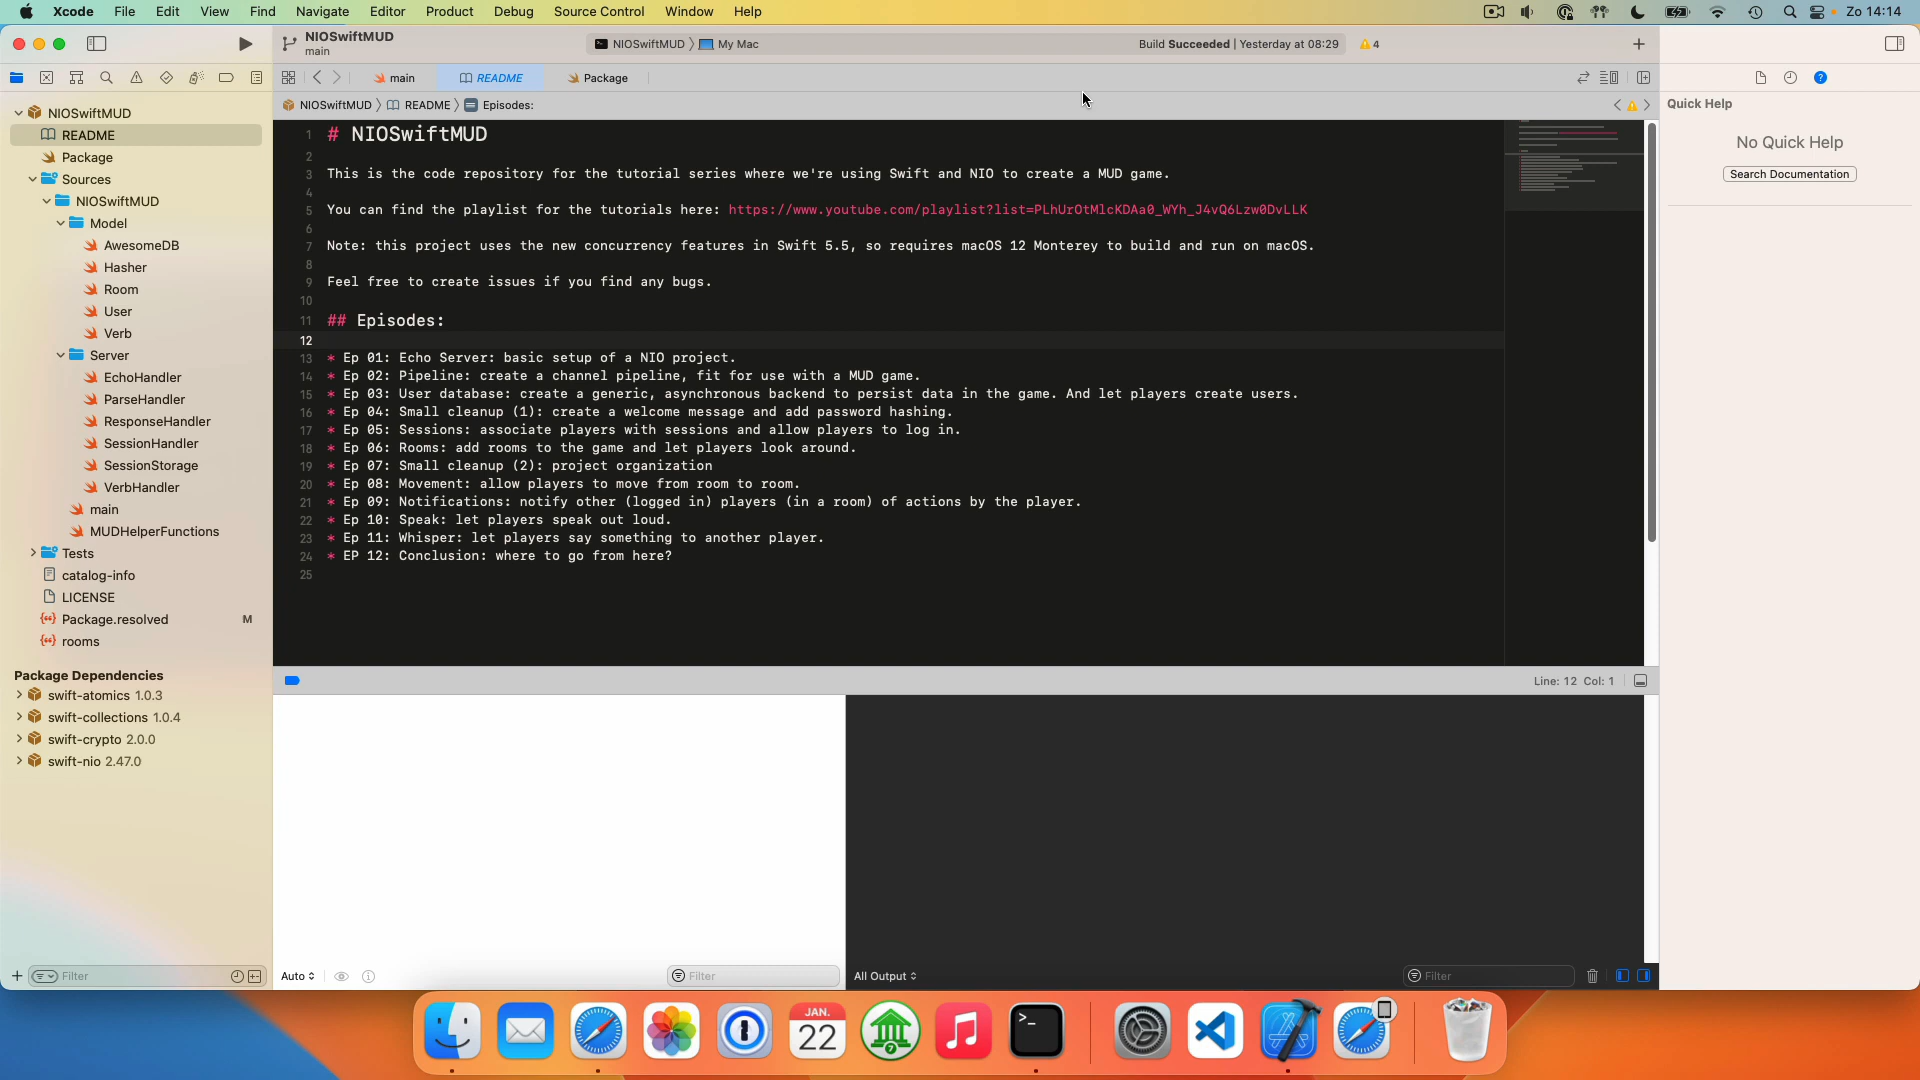 Xcode File Edit View Find Navigate Editor Product Debug Source Control Window Help Zo 14:14
NIOSwiftMUD
main
NIOSwiftMUD My Mac
Build Succeeded | Yesterday at 08:29
4
main README Package
NIOSwiftMUD README Episodes:
NIOSwiftMUD
README
Package
Sources
NIOSwiftMUD
Model
AwesomeDB
Hasher
Room
User
Verb
Server
EchoHandler
ParseHandler
ResponseHandler
SessionHandler
SessionStorage
VerbHandler
main
MUDHelperFunctions
Tests
catalog-info
LICENSE
Package.resolved M
rooms
Package Dependencies
swift-atomics 1.0.3
swift-collections 1.0.4
swift-crypto 2.0.0
swift-nio 2.47.0
Filter
1 # NIOSwiftMUD
2
3 This is the code repository for the tutorial series where we're using Swift and NIO to create a MUD game.
4
5 You can find the playlist for the tutorials here: https://www.youtube.com/playlist?list=PLhUrOtMlcKDAa0_WYh_J4vQ6Lzw0DvLLK
6
7 Note: this project uses the new concurrency features in Swift 5.5, so requires macOS 12 Monterey to build and run on macOS.
8
9 Feel free to create issues if you find any bugs.
10
11 ## Episodes:
12
13 * Ep 01: Echo Server: basic setup of a NIO project.
14 * Ep 02: Pipeline: create a channel pipeline, fit for use with a MUD game.
15 * Ep 03: User database: create a generic, asynchronous backend to persist data in the game. And let players create users.
16 * Ep 04: Small cleanup (1): create a welcome message and add password hashing.
17 * Ep 05: Sessions: associate players with sessions and allow players to log in.
18 * Ep 06: Rooms: add rooms to the game and let players look around.
19 * Ep 07: Small cleanup (2): project organization
20 * Ep 08: Movement: allow players to move from room to room.
21 * Ep 09: Notifications: notify other (logged in) players (in a room) of actions by the player.
22 * Ep 10: Speak: let players speak out loud.
23 * Ep 11: Whisper: let players say something to another player.
24 * EP 12: Conclusion: where to go from here?
25
Line: 12 Col: 1
Auto
Filter
All Output
Filter
Quick Help
No Quick Help
Search Documentation
JAN.
22
7
>_